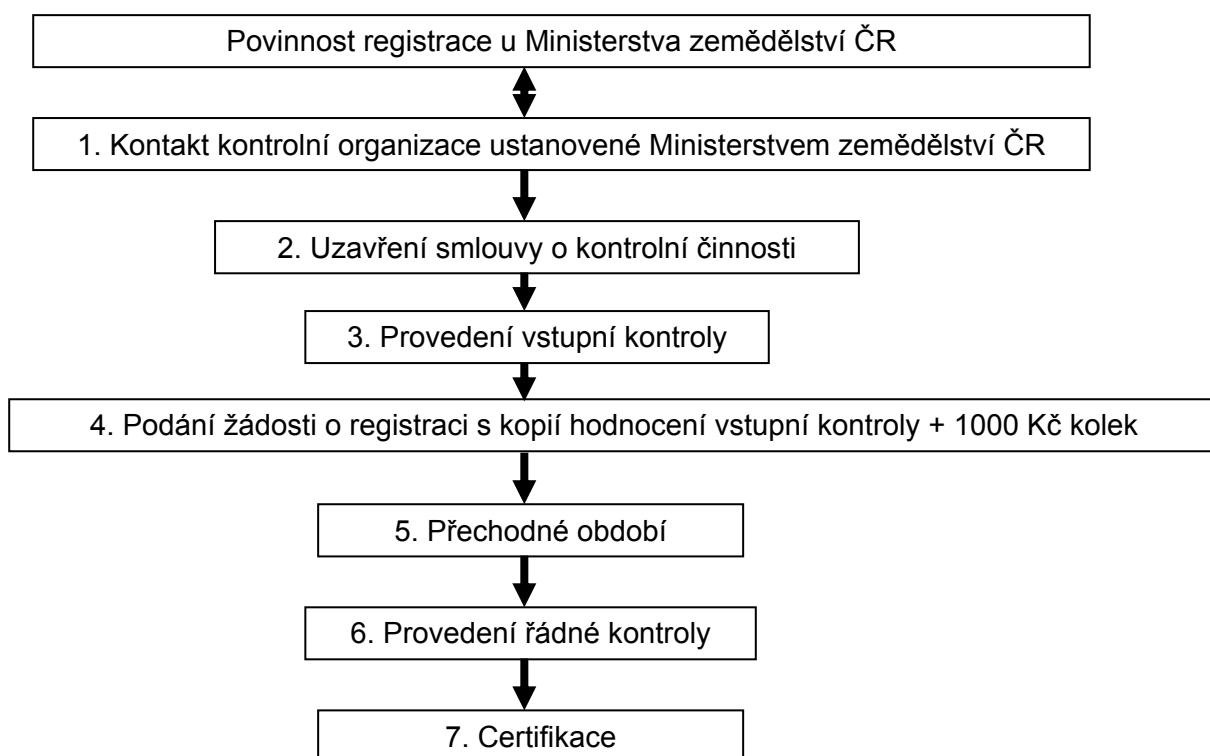 Povinnost registrace u Ministerstva zemědělství ČR
1. Kontakt kontrolní organizace ustanovené Ministerstvem zemědělství ČR
2. Uzavření smlouvy o kontrolní činnosti
3. Provedení vstupní kontroly
4. Podání žádosti o registraci s kopií hodnocení vstupní kontroly + 1000 Kč kolek
5. Přechodné období
6. Provedení řádné kontroly
7. Certifikace